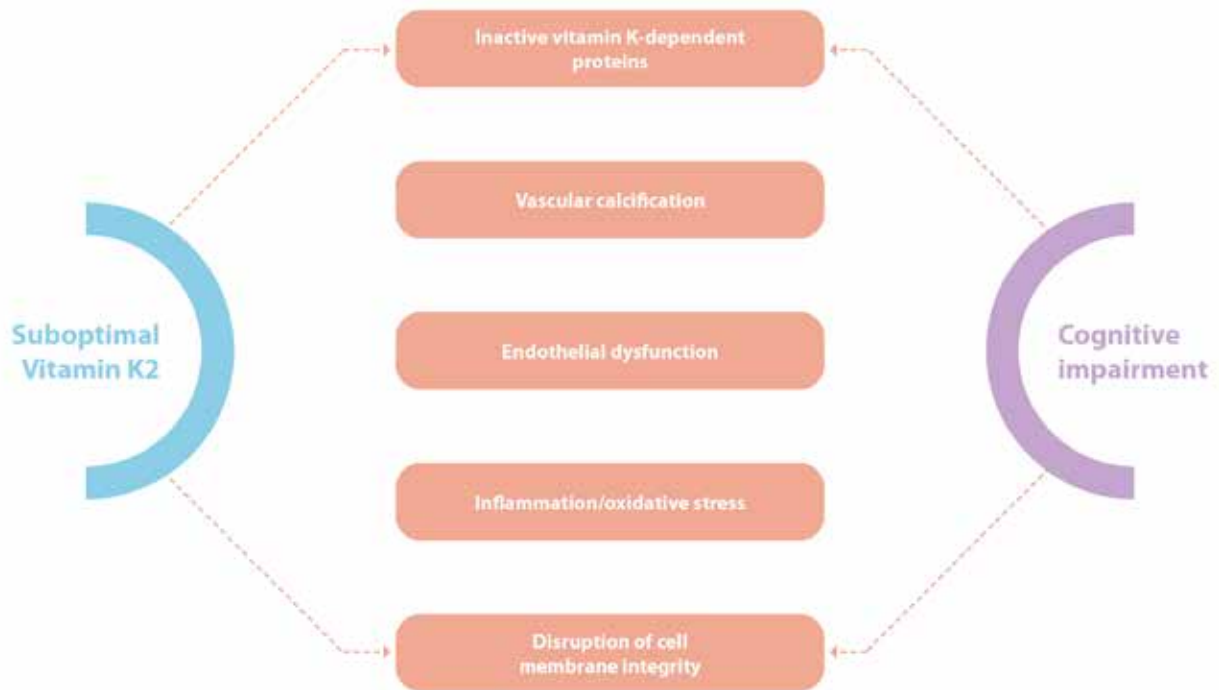 Inactive vitamin K-dependent
proteins
Vascular calcification
Suboptimal
Vitamin K2
Endothelial dysfunction
Cognitive
impairment
Inflammation/oxidative stress
Disruption of cell
membrane integrity